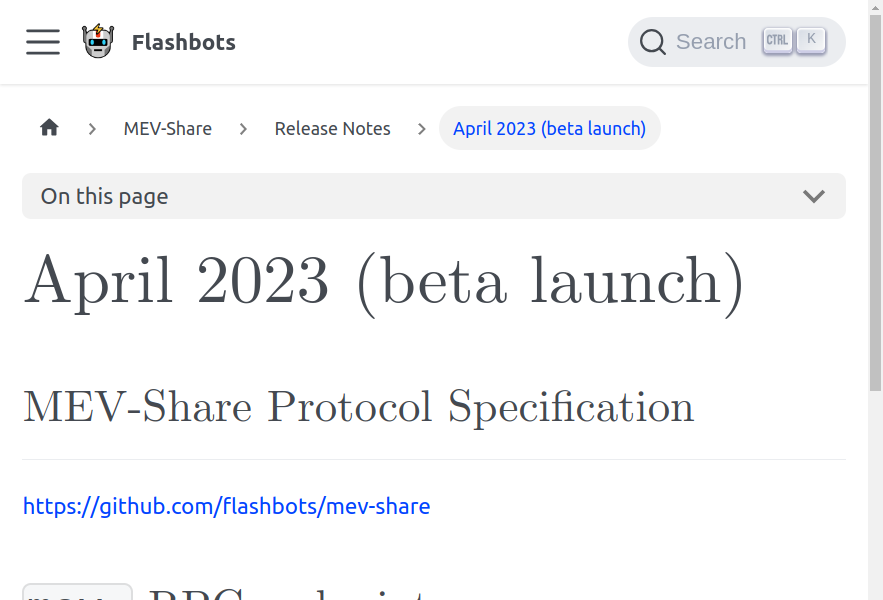 Flashbots
Search CTRL K
MEV-Share
Release Notes
April 2023 (beta launch)
On this page
April 2023 (beta launch)
MEV-Share Protocol Specification
https://github.com/flashbots/mev-share